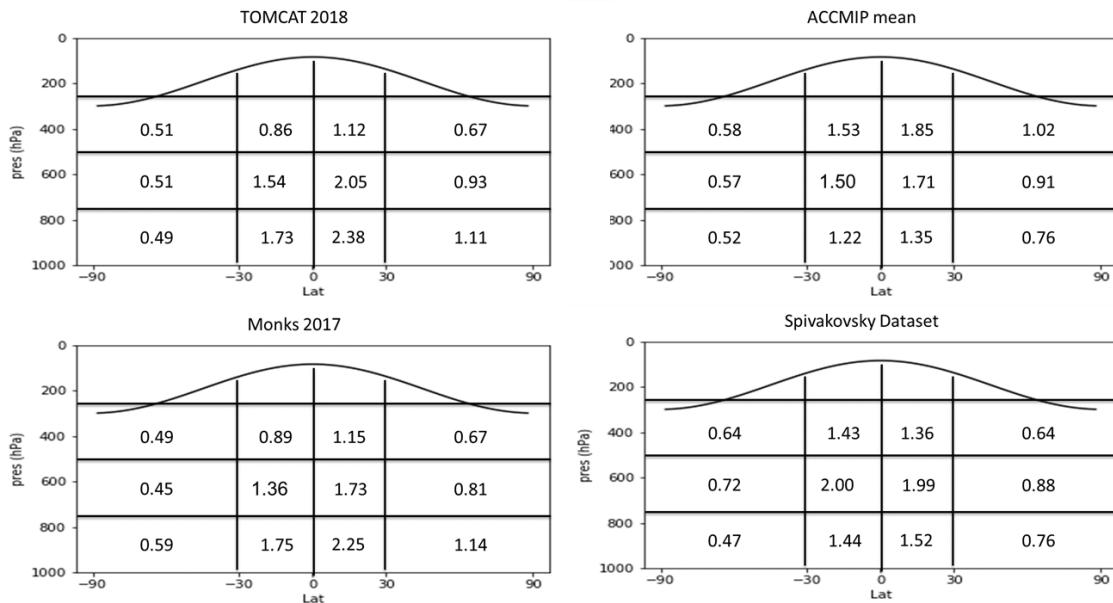 TOMCAT 2018
0
200
400
600
800
1000
pres (hPa)
0.51 0.86 1.12 0.67
0.51 1.54 2.05 0.93
0.49 1.73 2.38 1.11
−90 −30 0 30 90
Lat
ACCMIP mean
0
200
400
600
800
000
pres (hPa)
0.58 1.53 1.85 1.02
0.57 1.50 1.71 0.91
0.52 1.22 1.35 0.76
−90 −30 0 30 90
Lat
Monks 2017
0
200
400
600
800
1000
pres (hPa)
0.49 0.89 1.15 0.67
0.45 1.36 1.73 0.81
0.59 1.75 2.25 1.14
−90 −30 0 30 90
Lat
Spivakovsky Dataset
0
200
400
600
800
1000
pres (hPa)
0.64 1.43 1.36 0.64
0.72 2.00 1.99 0.88
0.47 1.44 1.52 0.76
−90 −30 0 30 90
Lat